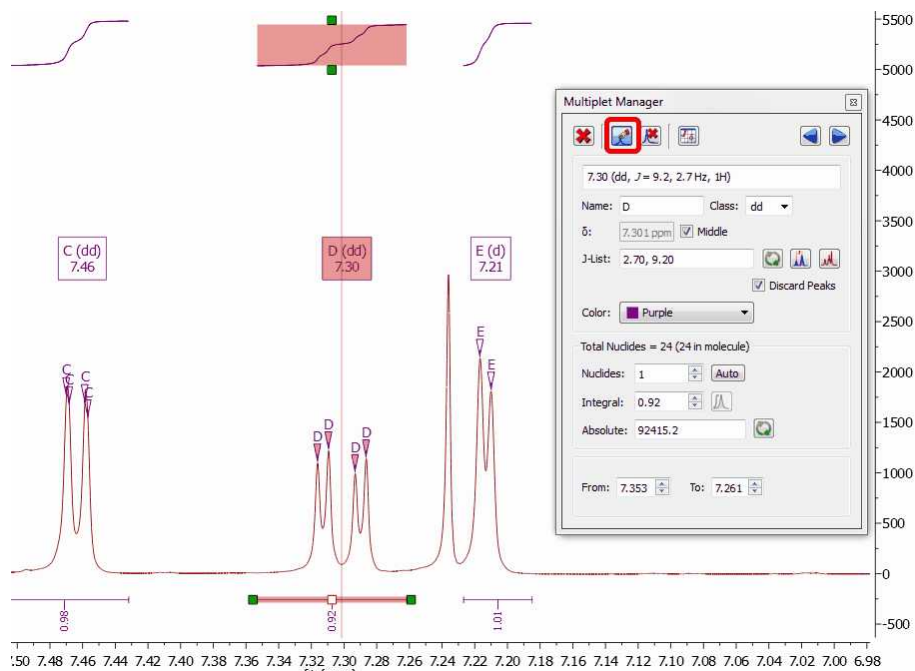 5500
5000
4500
4000
3500
3000
2500
2000
1500
1000
500
0
-500
Multiplet Manager
7.30 (dd, J = 9.2, 2.7 Hz, 1H)
Name: D Class: dd
δ: 7.301 ppm Middle
J-List: 2.70, 9.20
Discard Peaks
Color: Purple
Total Nuclides = 24 (24 in molecule)
Nuclides: 1 Auto
Integral: 0.92
Absolute: 92415.2
From: 7.353 To: 7.261
C (dd)
7.46
D (dd)
7.30
E (d)
7.21
C
C
C
C
D
D
D
D
E
E
0.98
0.92
1.01
.50 7.48 7.46 7.44 7.42 7.40 7.38 7.36 7.34 7.32 7.30 7.28 7.26 7.24 7.22 7.20 7.18 7.16 7.14 7.12 7.10 7.08 7.06 7.04 7.02 7.00 6.98